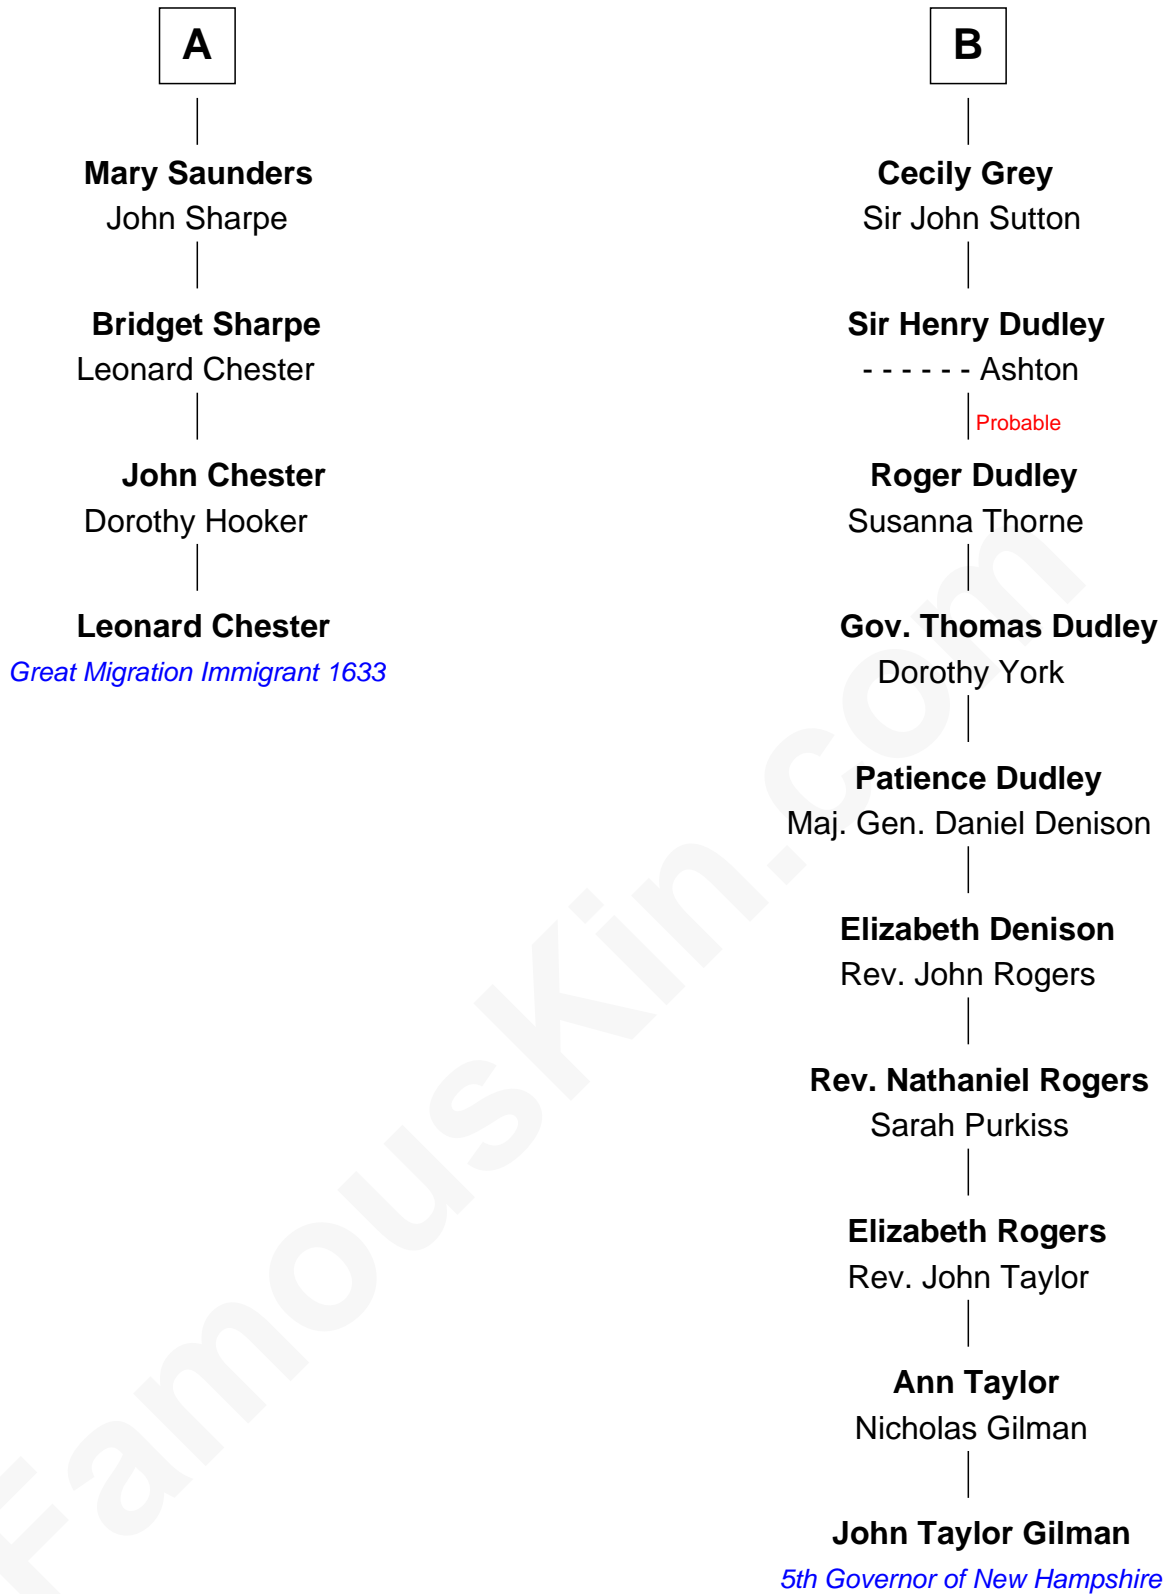 A
Mary Saunders
John Sharpe
Bridget Sharpe
Leonard Chester
John Chester
Dorothy Hooker
Leonard Chester
Great Migration Immigrant 1633
B
Cecily Grey
Sir John Sutton
Sir Henry Dudley
- - - - - - Ashton
Probable
Roger Dudley
Susanna Thorne
Gov. Thomas Dudley
Dorothy York
Patience Dudley
Maj. Gen. Daniel Denison
Elizabeth Denison
Rev. John Rogers
Rev. Nathaniel Rogers
Sarah Purkiss
Elizabeth Rogers
Rev. John Taylor
Ann Taylor
Nicholas Gilman
John Taylor Gilman
5th Governor of New Hampshire
FamousKin.com